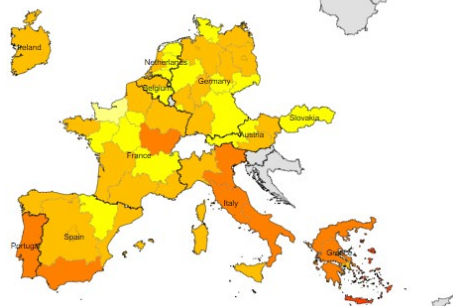 Ireland
Netherlands
Belgium
Germany
Slovakia
Austria
France
Italy
Spain
Portugal
Greece